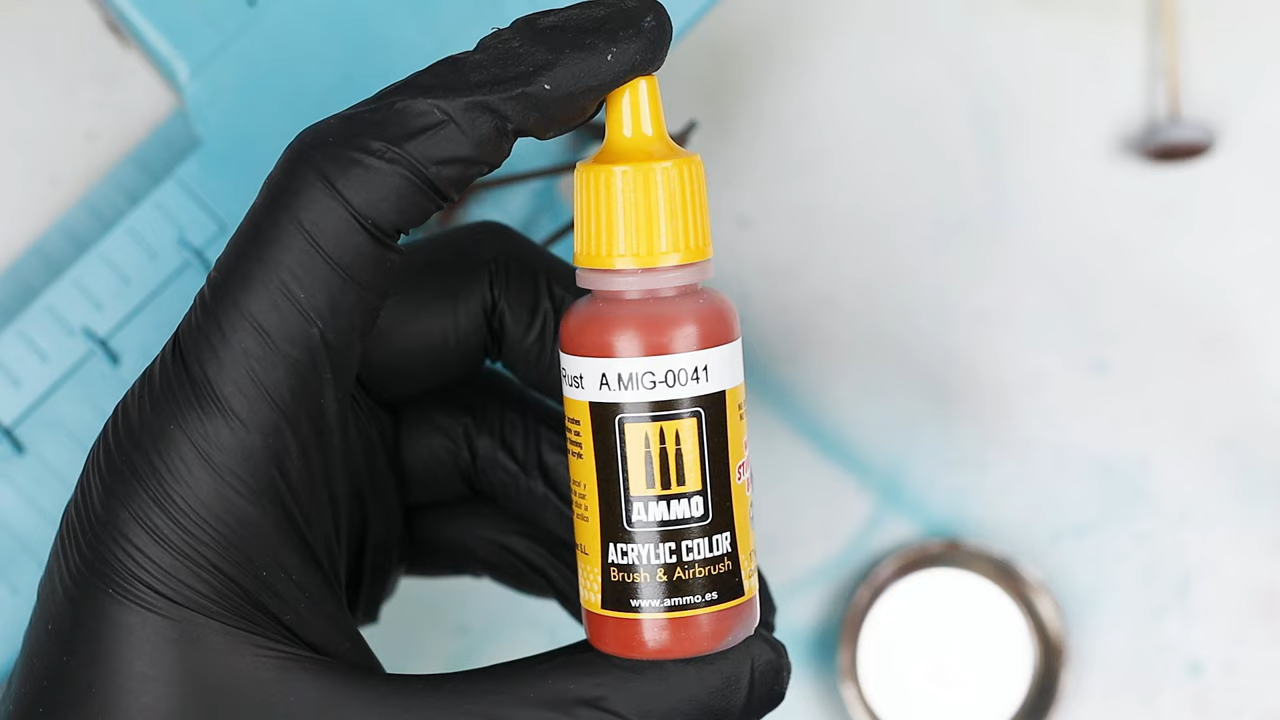 Rust A.MIG-0041
AMMO
ACRYLIC COLOR
Brush & Airbrush
www.ammo.es